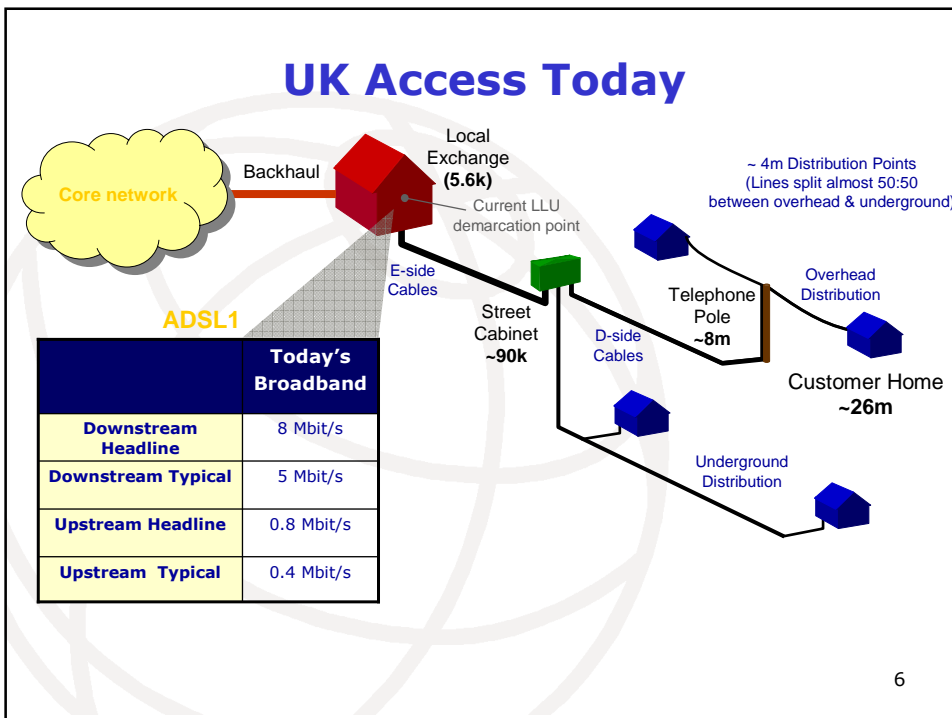 UK Access Today
Core network
Backhaul
Local
Exchange
(5.6k)
Current LLU
demarcation point
~ 4m Distribution Points
(Lines split almost 50:50
between overhead & underground)
E-side
Cables
Street
Cabinet
~90k
D-side
Cables
Telephone
Pole
~8m
Overhead
Distribution
Customer Home
~26m
Underground
Distribution
ADSL1
Today's
Broadband
Downstream
Headline
8 Mbit/s
Downstream Typical
5 Mbit/s
Upstream Headline
0.8 Mbit/s
Upstream  Typical
0.4 Mbit/s
6